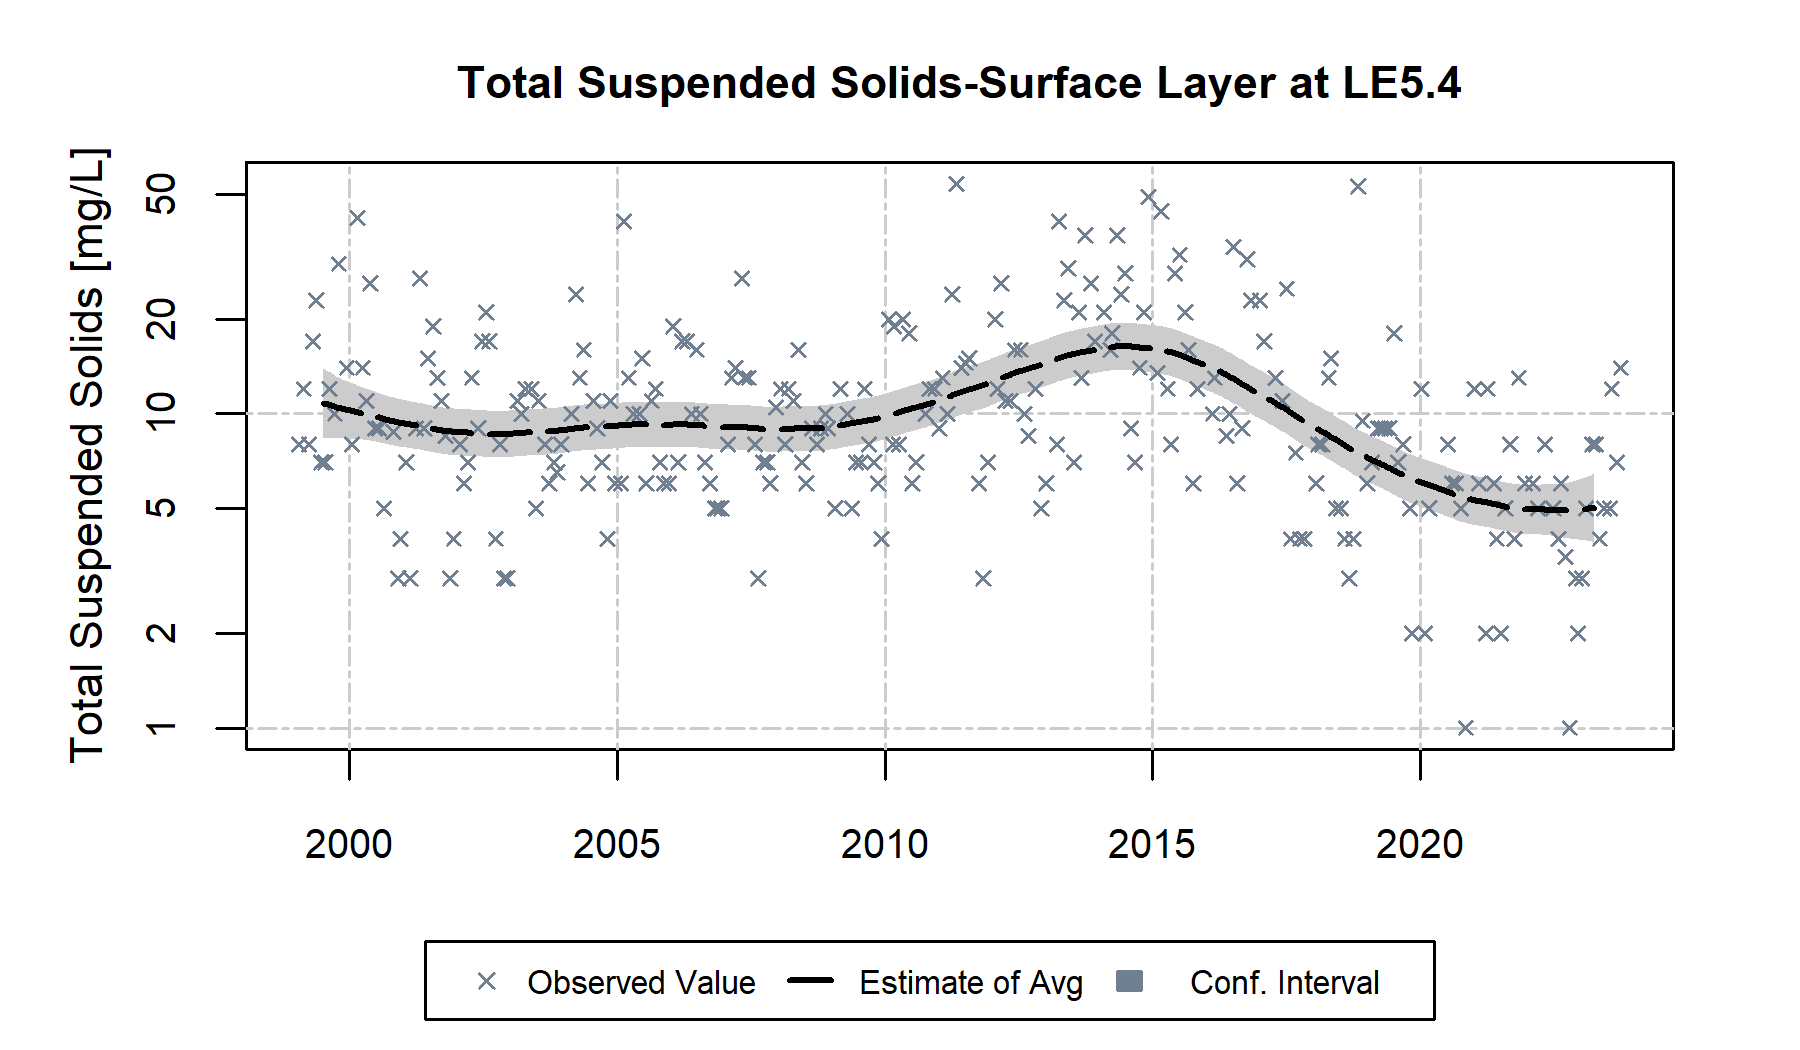 Total Suspended Solids-Surface Layer at LE5.4
Total Suspended Solids [mg/L]
50
20
10
5
2
1
2000 2005 2010 2015 2020
Observed Value Estimate of Avg Conf. Interval